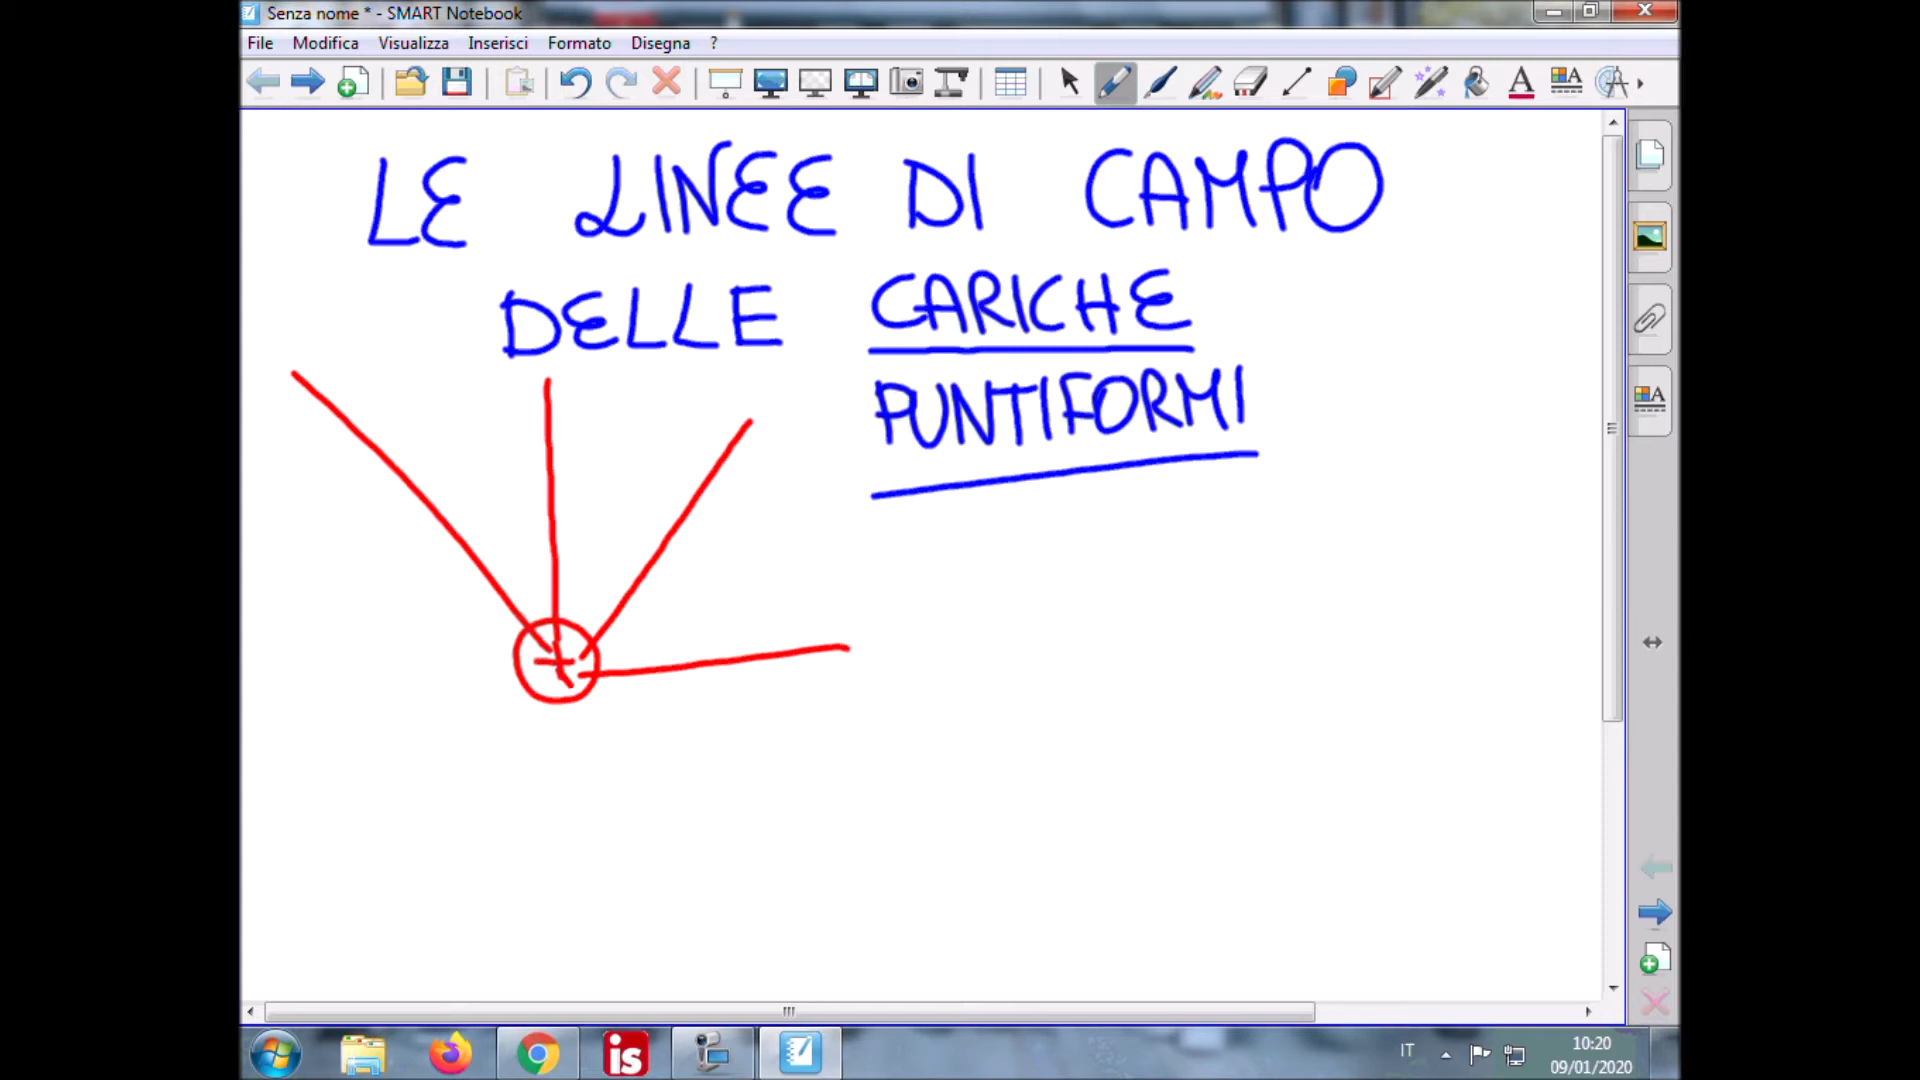 Senza nome * - SMART Notebook
File Modifica Visualizza Inserisci Formato Disegna ?
LE LINEE DI CAMPO
DELLE CARICHE
PUNTIFORMI
+
is
IT
10:20
09/01/2020